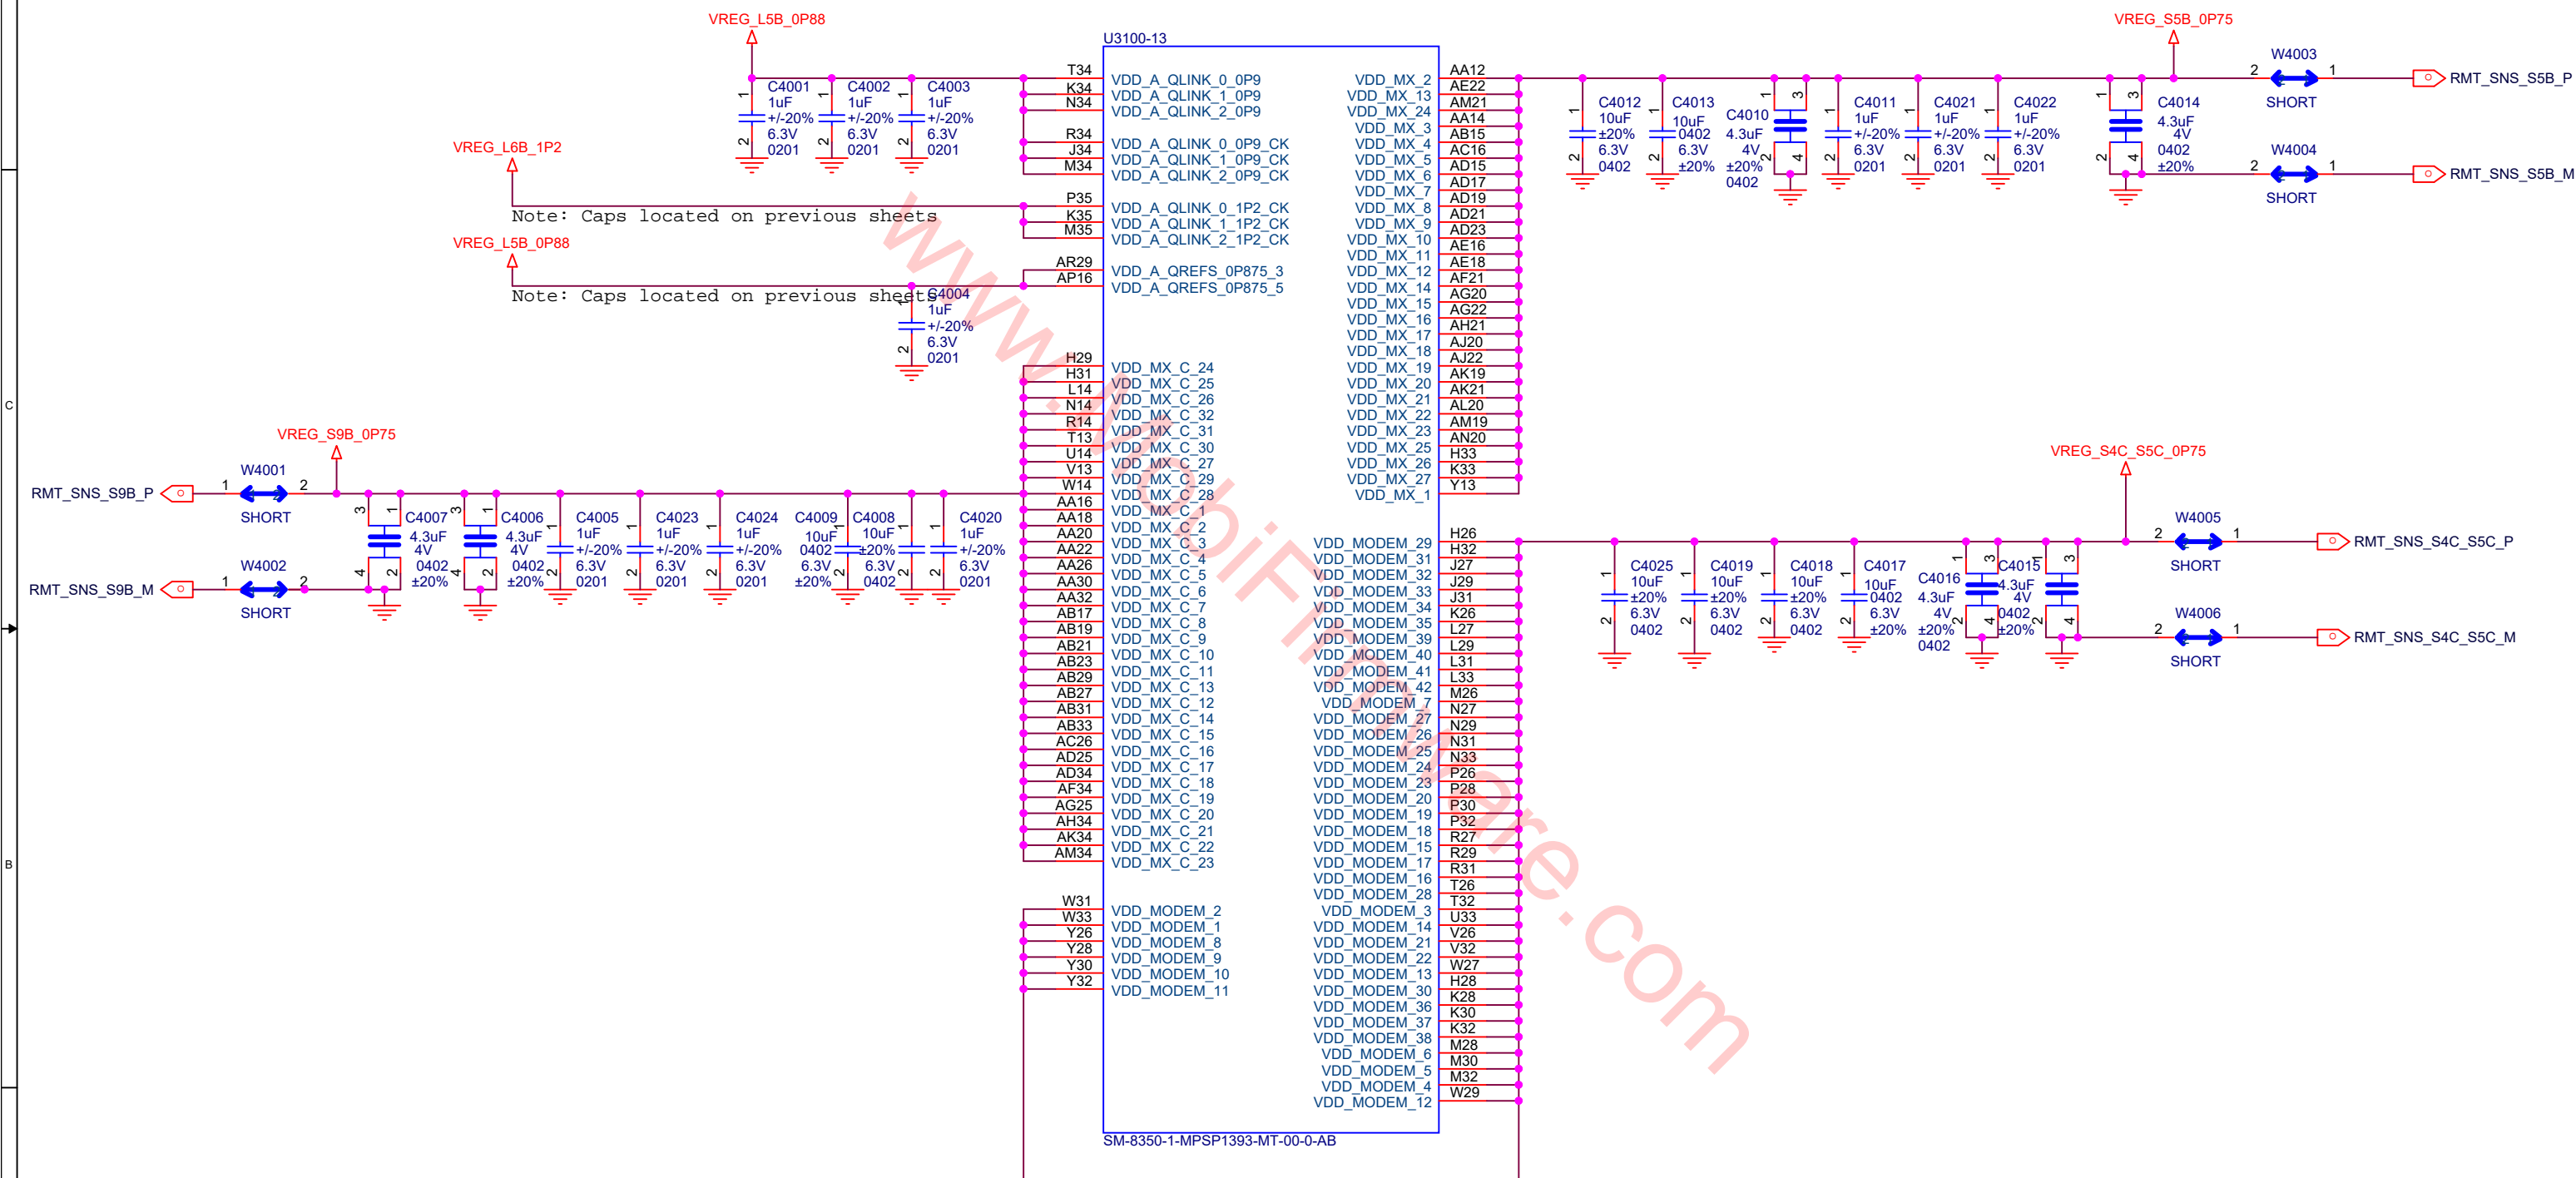 VREG_L5B_0P88
C4001
1uF
+/-20%
6.3V
0201
C4002
1uF
+/-20%
6.3V
0201
C4003
1uF
+/-20%
6.3V
0201
VREG_L6B_1P2
Note: Caps located on previous sheets
VREG_L5B_0P88
Note: Caps located on previous sheets
C4004
1uF
+/-20%
6.3V
0201
VREG_S9B_0P75
RMT_SNS_S9B_P
1 W4001 2
SHORT
RMT_SNS_S9B_M
1 W4002 2
SHORT
C4007
4.3uF
4V
0402
±20%
C4006
4.3uF
4V
0402
±20%
C4005
1uF
+/-20%
6.3V
0201
C4023
1uF
+/-20%
6.3V
0201
C4024
1uF
+/-20%
6.3V
0201
C4009
10uF
0402
6.3V
±20%
C4008
10uF
±20%
6.3V
0402
C4020
1uF
+/-20%
6.3V
0201
U3100-13
T34 VDD_A_QLINK_0_0P9
K34 VDD_A_QLINK_1_0P9
N34 VDD_A_QLINK_2_0P9
R34 VDD_A_QLINK_0_0P9_CK
J34 VDD_A_QLINK_1_0P9_CK
M34 VDD_A_QLINK_2_0P9_CK
P35 VDD_A_QLINK_0_1P2_CK
K35 VDD_A_QLINK_1_1P2_CK
M35 VDD_A_QLINK_2_1P2_CK
AR29 VDD_A_QREFS_0P875_3
AP16 VDD_A_QREFS_0P875_5
H29 VDD_MX_C_24
H31 VDD_MX_C_25
L14 VDD_MX_C_26
N14 VDD_MX_C_32
R14 VDD_MX_C_31
T13 VDD_MX_C_30
U14 VDD_MX_C_27
V13 VDD_MX_C_29
W14 VDD_MX_C_28
AA16 VDD_MX_C_1
AA18 VDD_MX_C_2
AA20 VDD_MX_C_3
AA22 VDD_MX_C_4
AA26 VDD_MX_C_5
AA30 VDD_MX_C_6
AA32 VDD_MX_C_7
AB17 VDD_MX_C_8
AB19 VDD_MX_C_9
AB21 VDD_MX_C_10
AB23 VDD_MX_C_11
AB29 VDD_MX_C_13
AB27 VDD_MX_C_12
AB31 VDD_MX_C_14
AB33 VDD_MX_C_15
AC26 VDD_MX_C_16
AD25 VDD_MX_C_17
AD34 VDD_MX_C_18
AF34 VDD_MX_C_19
AG25 VDD_MX_C_20
AH34 VDD_MX_C_21
AK34 VDD_MX_C_22
AM34 VDD_MX_C_23
W31 VDD_MODEM_2
W33 VDD_MODEM_1
Y26 VDD_MODEM_8
Y28 VDD_MODEM_9
Y30 VDD_MODEM_10
Y32 VDD_MODEM_11
VDD_MX_2 AA12
VDD_MX_13 AE22
VDD_MX_24 AM21
VDD_MX_3 AA14
VDD_MX_4 AB15
VDD_MX_5 AC16
VDD_MX_6 AD15
VDD_MX_7 AD17
VDD_MX_8 AD19
VDD_MX_9 AD21
VDD_MX_10 AD23
VDD_MX_11 AE16
VDD_MX_12 AE18
VDD_MX_14 AF21
VDD_MX_15 AG20
VDD_MX_16 AG22
VDD_MX_17 AH21
VDD_MX_18 AJ20
VDD_MX_19 AJ22
VDD_MX_20 AK19
VDD_MX_21 AK21
VDD_MX_22 AL20
VDD_MX_23 AM19
VDD_MX_25 AN20
VDD_MX_26 H33
VDD_MX_27 K33
VDD_MX_1 Y13
VDD_MODEM_29 H26
VDD_MODEM_31 H32
VDD_MODEM_32 J27
VDD_MODEM_33 J29
VDD_MODEM_34 J31
VDD_MODEM_35 K26
VDD_MODEM_39 L27
VDD_MODEM_40 L29
VDD_MODEM_41 L31
VDD_MODEM_42 L33
VDD_MODEM_7 M26
VDD_MODEM_27 N27
VDD_MODEM_26 N29
VDD_MODEM_25 N31
VDD_MODEM_24 N33
VDD_MODEM_23 P26
VDD_MODEM_20 P28
VDD_MODEM_19 P30
VDD_MODEM_18 P32
VDD_MODEM_15 R27
VDD_MODEM_17 R29
VDD_MODEM_16 R31
VDD_MODEM_28 T26
VDD_MODEM_3 T32
VDD_MODEM_14 U33
VDD_MODEM_21 V26
VDD_MODEM_22 V32
VDD_MODEM_13 W27
VDD_MODEM_30 H28
VDD_MODEM_36 K28
VDD_MODEM_37 K30
VDD_MODEM_38 K32
VDD_MODEM_6 M28
VDD_MODEM_5 M30
VDD_MODEM_4 M32
VDD_MODEM_12 W29
SM-8350-1-MPSP1393-MT-00-0-AB
VREG_S5B_0P75
C4012
10uF
±20%
6.3V
0402
C4013
10uF
0402
6.3V
±20%
C4010
4.3uF
4V
±20%
0402
C4011
1uF
+/-20%
6.3V
0201
C4021
1uF
+/-20%
6.3V
0201
C4022
1uF
+/-20%
6.3V
0201
C4014
4.3uF
4V
0402
±20%
2 W4003 1
SHORT
RMT_SNS_S5B_P
2 W4004 1
SHORT
RMT_SNS_S5B_M
VREG_S4C_S5C_0P75
C4025
10uF
±20%
6.3V
0402
C4019
10uF
±20%
6.3V
0402
C4018
10uF
±20%
6.3V
0402
C4017
10uF
0402
6.3V
±20%
C4016
4.3uF
4V
±20%
0402
C4015
4.3uF
4V
0402
±20%
2 W4005 1
SHORT
RMT_SNS_S4C_S5C_P
2 W4006 1
SHORT
RMT_SNS_S4C_S5C_M
C
B
www.MobiFirmware.com